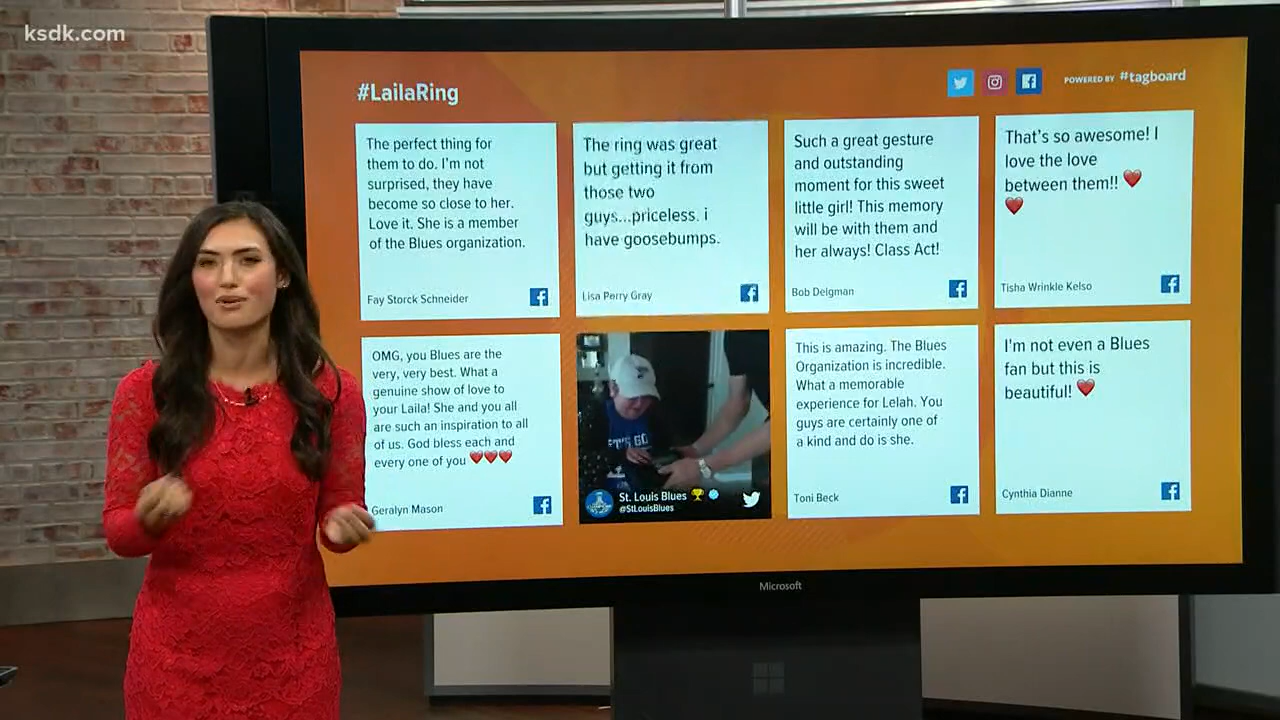 ksdk.com
#LailaRing
POWERED BY #tagboard
The perfect thing for
them to do. I'm not
surprised, they have
become so close to her.
Love it. She is a member
of the Blues organization.
Fay Storck Schneider
The ring was great
but getting it from
those two
guys...priceless. i
have goosebumps.
Lisa Perry Gray
Such a great gesture
and outstanding
moment for this sweet
little girl! This memory
will be with them and
her always! Class Act!
Bob Delgman
That's so awesome! I
love the love
between them!! ❤️
❤️
Tisha Wrinkle Kelso
OMG, you Blues are the
very, very best. What a
genuine show of love to
your Laila! She and you all
are such an inspiration to all
of us. God bless each and
every one of you ❤️❤️❤️
Geralyn Mason
LET'S GO
St. Louis Blues 🏆
@StLouisBlues
This is amazing. The Blues
Organization is incredible.
What a memorable
experience for Lelah. You
guys are certainly one of
a kind and do is she.
Toni Beck
I'm not even a Blues
fan but this is
beautiful! ❤️
Cynthia Dianne
Microsoft